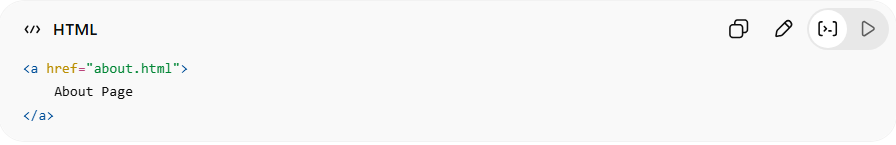 HTML
<a href="about.html">
    About Page
</a>